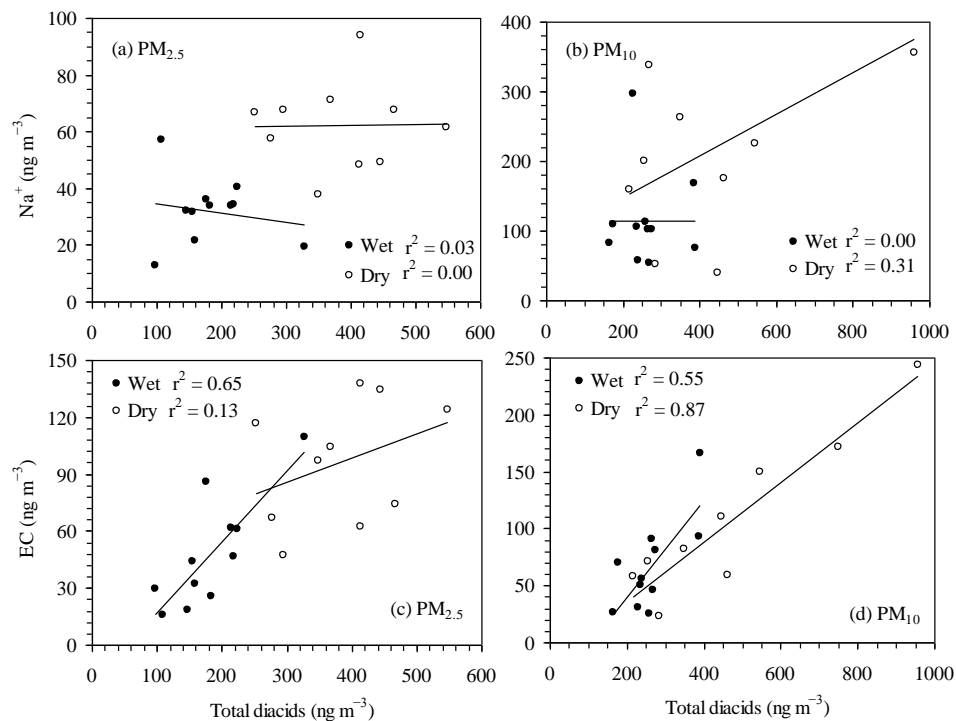 (a) PM2.5
Na+ (ng m−3)
100
80
60
40
20
0
Wet r2 = 0.03
Dry r2 = 0.00
0 100 200 300 400 500 600
(b) PM10
400
300
200
100
0
Wet r2 = 0.00
Dry r2 = 0.31
0 200 400 600 800 1000
EC (ng m−3)
150
120
90
60
30
0
Wet r2 = 0.65
Dry r2 = 0.13
(c) PM2.5
0 100 200 300 400 500 600
Total diacids (ng m−3)
250
200
150
100
50
0
Wet r2 = 0.55
Dry r2 = 0.87
(d) PM10
0 200 400 600 800 1000
Total diacids (ng m−3)